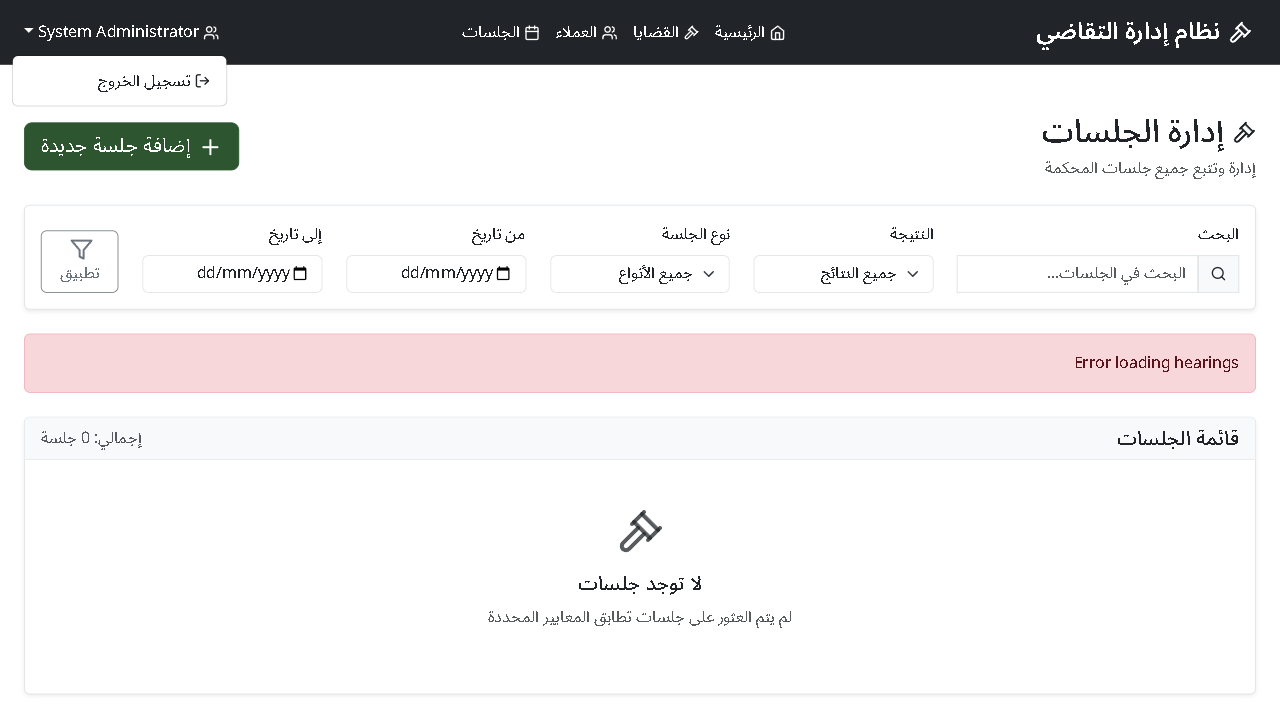 نظام إدارة التقاضي
الرئيسية
القضايا
العملاء
الجلسات
System Administrator
تسجيل الخروج
إدارة الجلسات
إدارة وتتبع جميع جلسات المحكمة
إضافة جلسة جديدة
البحث
البحث في الجلسات...
النتيجة
جميع النتائج
نوع الجلسة
جميع الأنواع
من تاريخ
dd/mm/yyyy
إلى تاريخ
dd/mm/yyyy
تطبيق
Error loading hearings
قائمة الجلسات
إجمالي: 0 جلسة
لا توجد جلسات
لم يتم العثور على جلسات تطابق المعايير المحددة